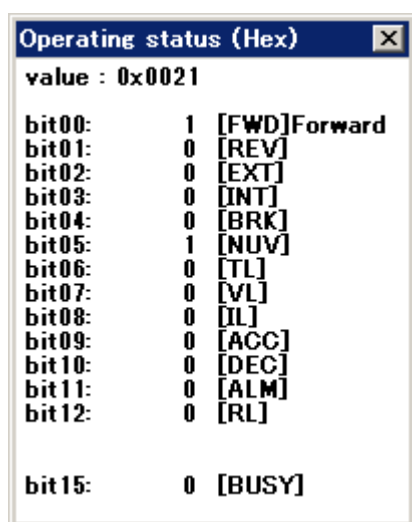 Operating status (Hex)
value : 0x0021
bit00: 1 [FWD]Forward
bit01: 0 [REV]
bit02: 0 [EXT]
bit03: 0 [INT]
bit04: 0 [BRK]
bit05: 1 [NUV]
bit06: 0 [TL]
bit07: 0 [VL]
bit08: 0 [IL]
bit09: 0 [ACC]
bit10: 0 [DEC]
bit11: 0 [ALM]
bit12: 0 [RL]
bit15: 0 [BUSY]